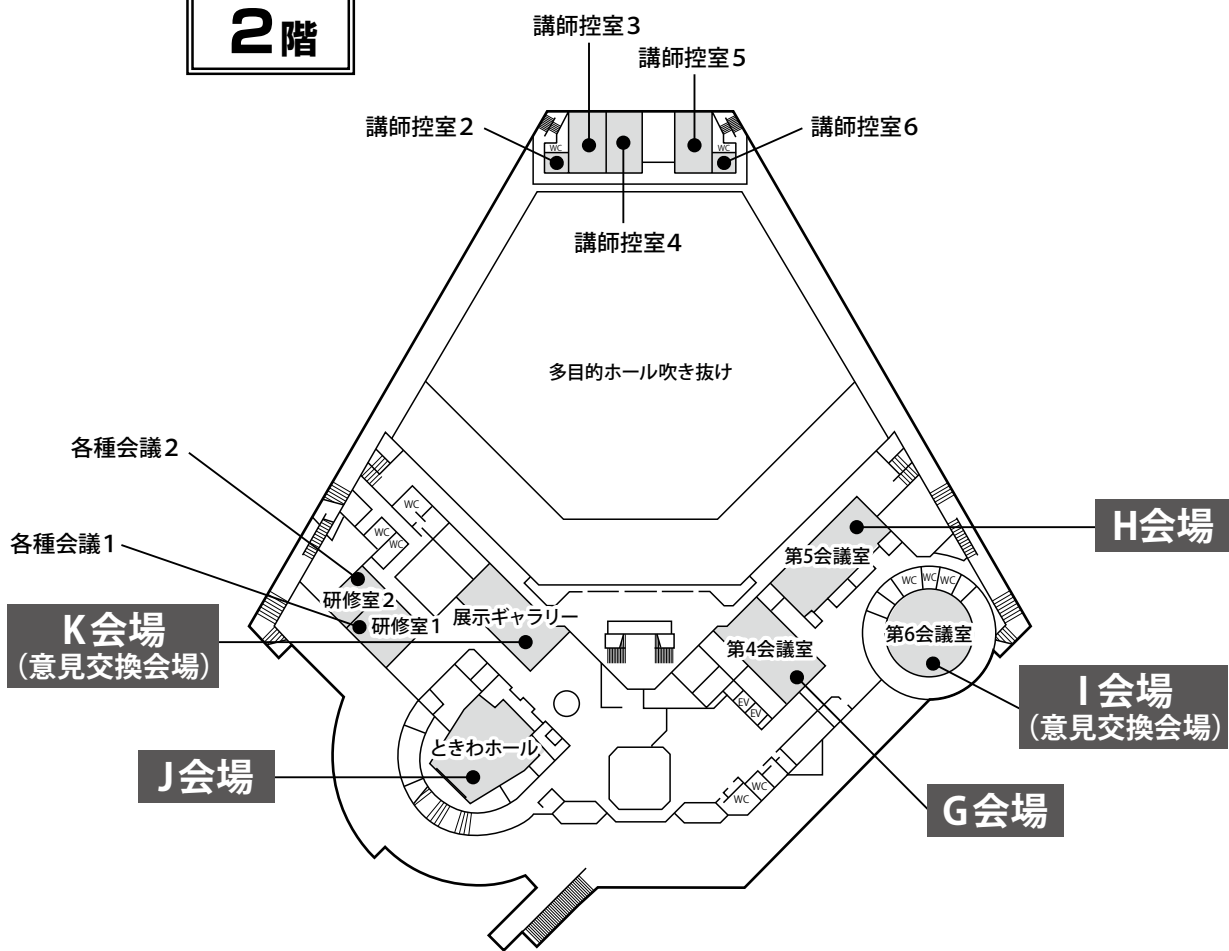 2階
講師控室3
講師控室5
講師控室2
講師控室6
WC
WC
講師控室4
多目的ホール吹き抜け
各種会議2
各種会議1
WC
WC
WC
研修室2
研修室1
展示ギャラリー
K会場
(意見交換会場)
ときわホール
J会場
H会場
第5会議室
WC
WC
WC
第6会議室
第4会議室
I会場
(意見交換会場)
EV
EV
WC
WC
G会場